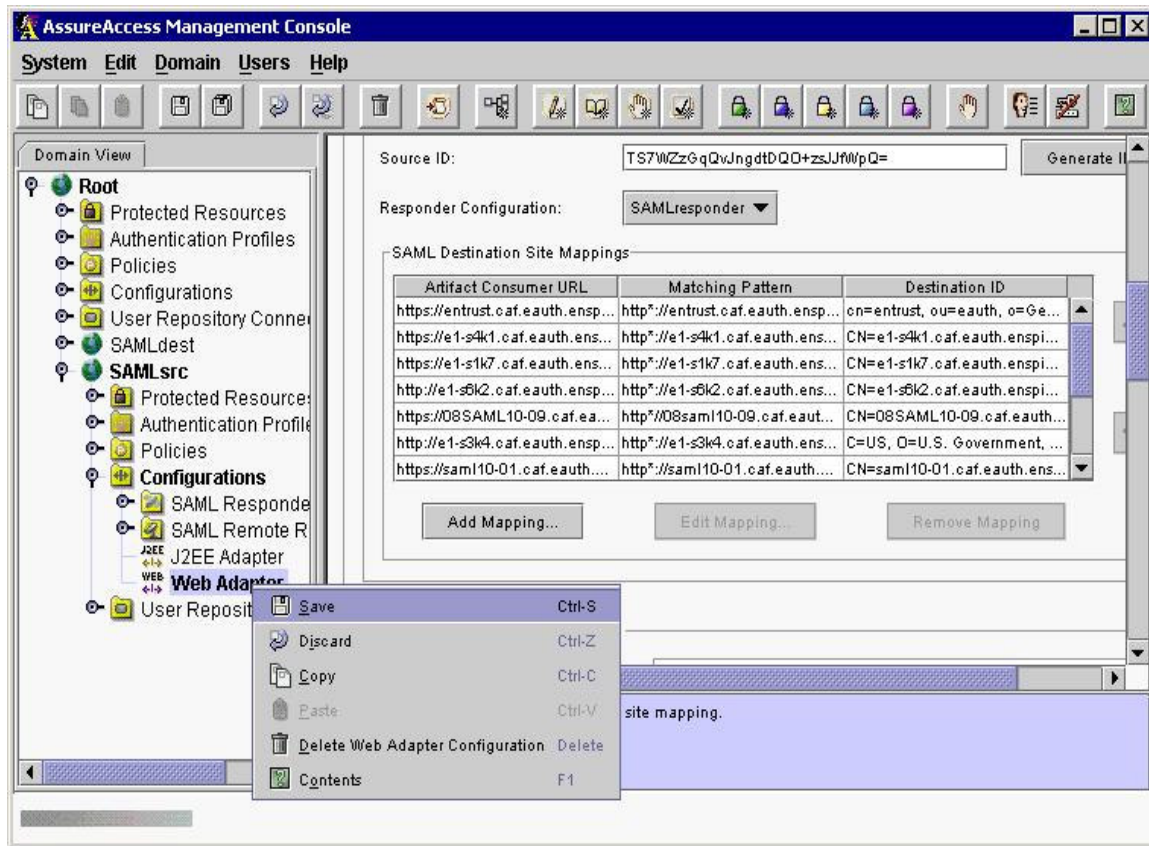 AssureAccess Management Console
System Edit Domain Users Help
Domain View
Root
Protected Resources
Authentication Profiles
Policies
Configurations
User Repository Conne
SAMLdest
SAMLsrc
Protected Resource
Authentication Profil
Policies
Configurations
SAML Responde
SAML Remote R
J2EE J2EE Adapter
WEB Web Adapter
User Reposit
Source ID:
Generate I
Responder Configuration: SAMLresponder
SAML Destination Site Mappings
Artifact Consumer URL Matching Pattern Destination ID
https://entrust.caf.eauth.ensp... http*://entrust.caf.eauth.ensp... cn=entrust, ou=eauth, o=Ge...
https://e1-s4k1.caf.eauth.ens... http*://e1-s4k1.caf.eauth.ens... CN=e1-s4k1.caf.eauth.enspi...
https://e1-s1k7.caf.eauth.ens... http*://e1-s1k7.caf.eauth.ens... CN=e1-s1k7.caf.eauth.enspi...
http://e1-s6k2.caf.eauth.ensp... http*://e1-s6k2.caf.eauth.ens... CN=e1-s6k2.caf.eauth.enspi...
https://08SAML10-09.caf.ea... http*//08saml10-09.caf.eaut... CN=08SAML10-09.caf.eauth...
http://e1-s3k4.caf.eauth.ensp... http*://e1-s3k4.caf.eauth.ens... C=US, O=U.S. Government, ...
https://saml10-01.caf.eauth.... http*://saml10-01.caf.eauth.... CN=saml10-01.caf.eauth.ens...
Add Mapping... Edit Mapping... Remove Mapping
Save Ctrl-S
Discard Ctrl-Z
Copy Ctrl-C
Paste Ctrl-V
Delete Web Adapter Configuration Delete
Contents F1
site mapping.